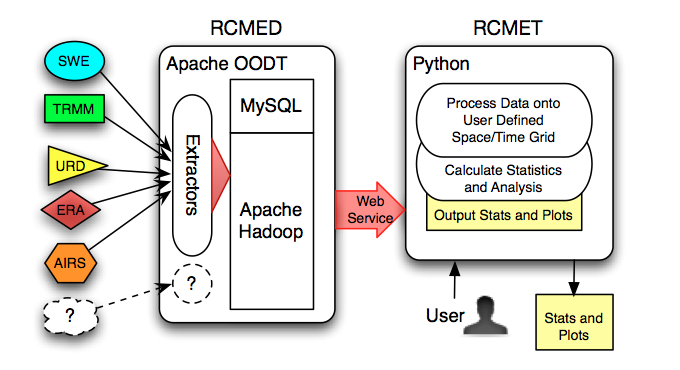 RCMED
RCMET
SWE
TRMM
URD
ERA
AIRS
?
Apache OODT
Extractors
?
MySQL
Apache
Hadoop
Web
Service
Python
Process Data onto
User Defined
Space/Time Grid
Calculate Statistics
and Analysis
Output Stats and Plots
User
Stats and
Plots